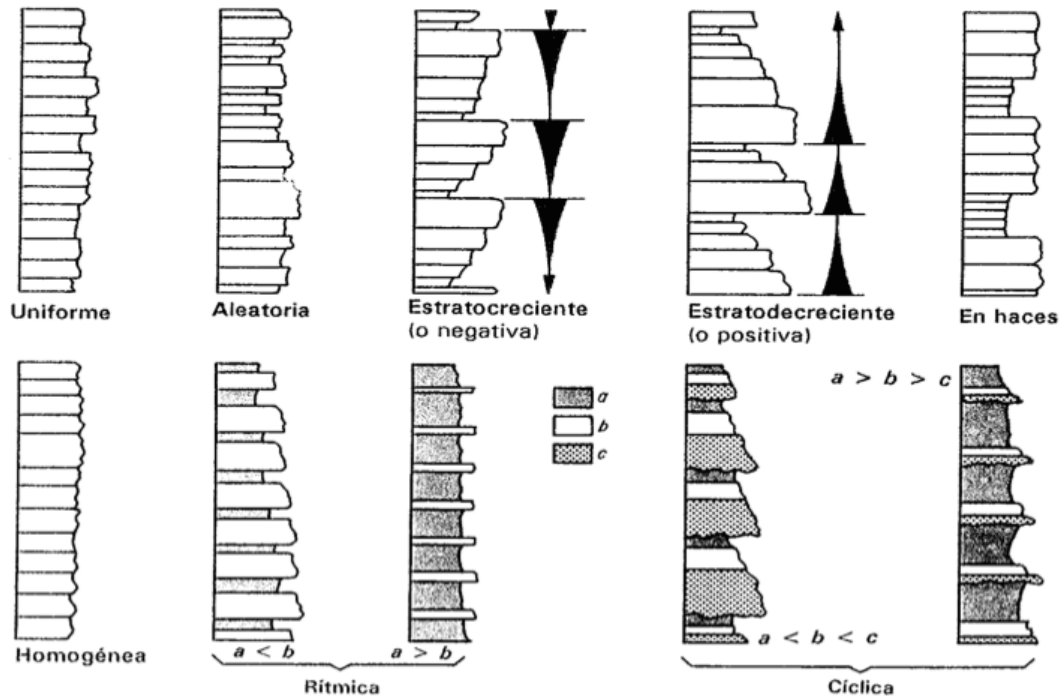 Uniforme
Aleatoria
Estratocreciente
(o negativa)
Estratodecreciente
(o positiva)
En haces
Homogénea
a < b
a > b
Rítmica
a
b
c
a > b > c
a < b < c
Cíclica